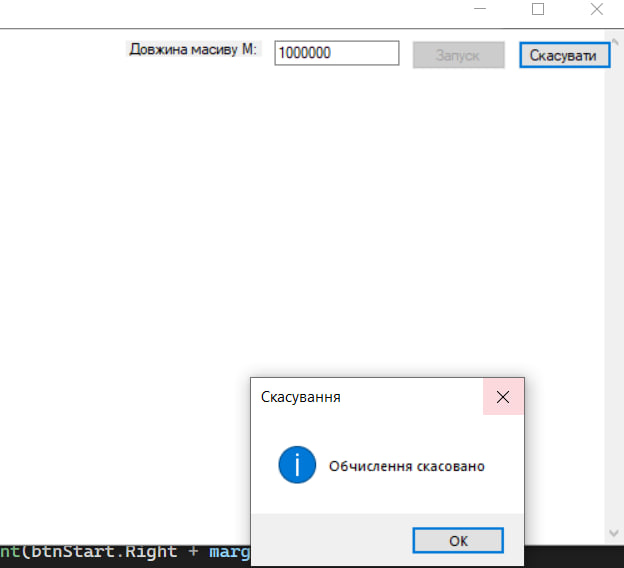 Довжина масиву М: 1000000 Запуск Скасувати
Скасування
Обчислення скасовано
OK
nt(btnStart.Right + marg